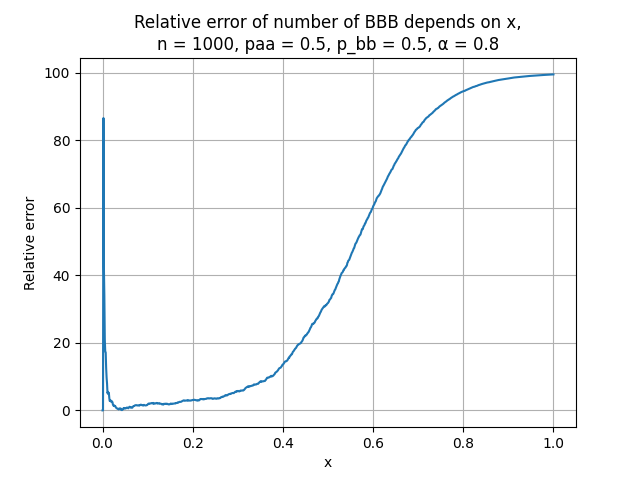 Relative error of number of BBB depends on x,
n = 1000, paa = 0.5, p_bb = 0.5, α = 0.8
100
80
60
40
20
0
Relative error
0.0 0.2 0.4 0.6 0.8 1.0
x